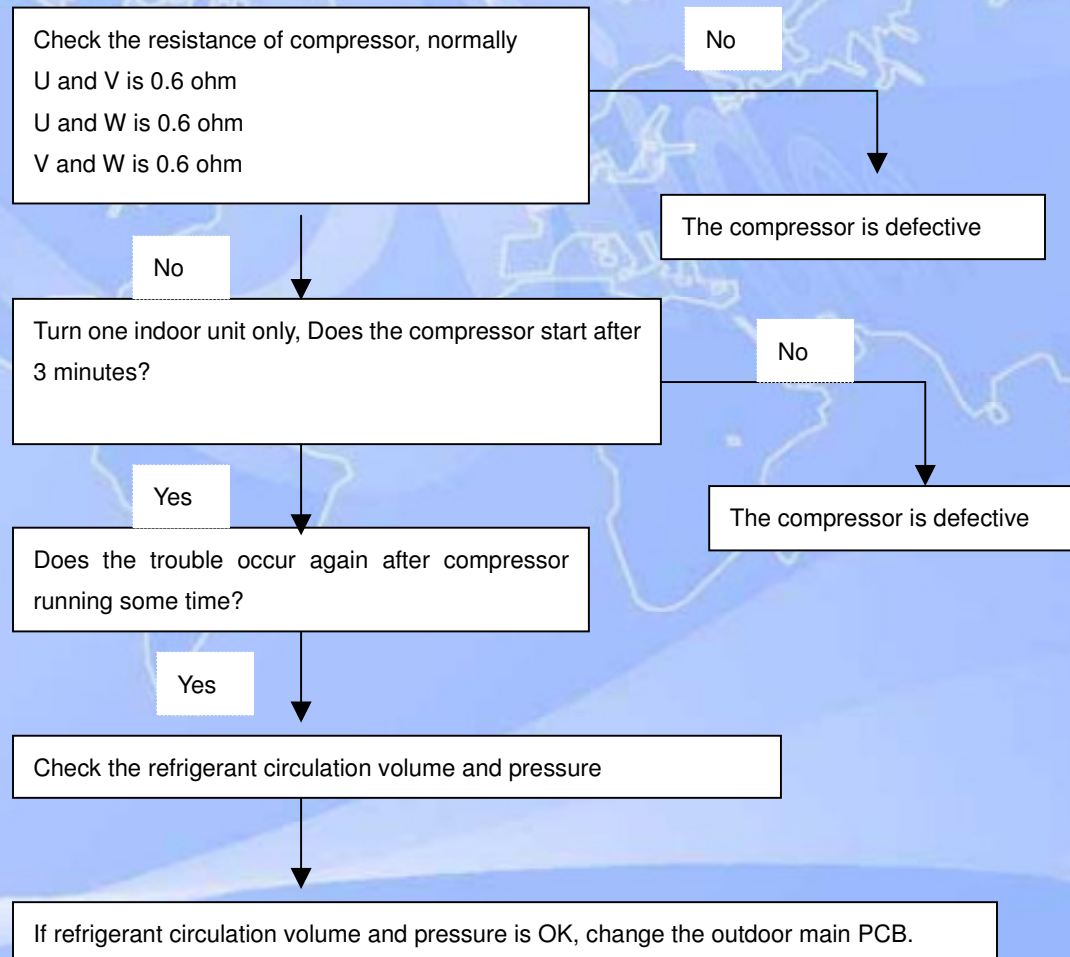 Check the resistance of compressor, normally
U and V is 0.6 ohm
U and W is 0.6 ohm
V and W is 0.6 ohm
No
The compressor is defective
No
Turn one indoor unit only, Does the compressor start after
3 minutes?
No
The compressor is defective
Yes
Does the trouble occur again after compressor
running some time?
Yes
Check the refrigerant circulation volume and pressure
If refrigerant circulation volume and pressure is OK, change the outdoor main PCB.